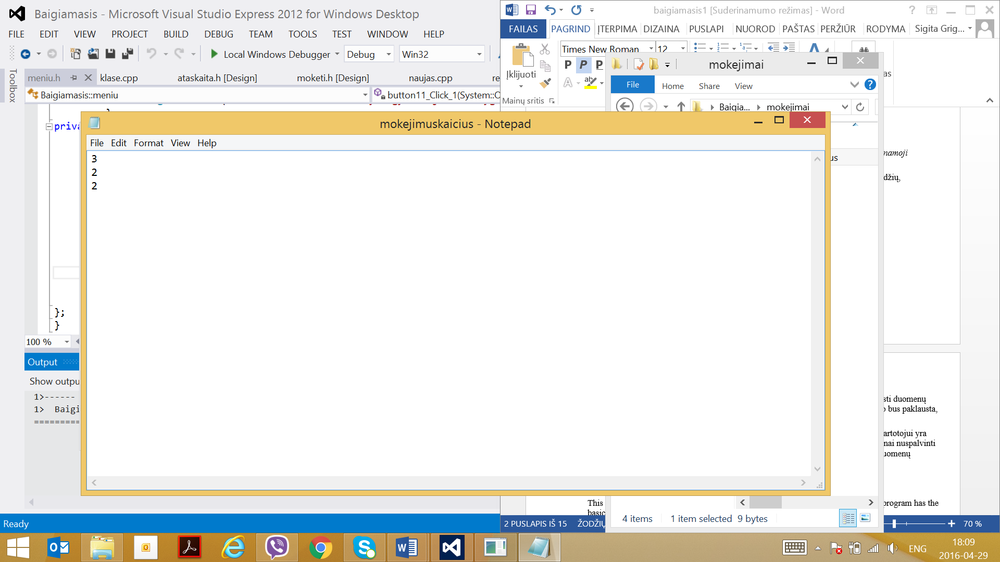 Baigiamasis - Microsoft Visual Studio Express 2012 for Windows Desktop
FILE EDIT VIEW PROJECT BUILD DEBUG TEAM TOOLS TEST WINDOW HELP
Local Windows Debugger Debug Win32
Toolbox
meniu.h klase.cpp ataskaita.h [Design] moketi.h [Design] naujas.cpp re
Baigiamasis::meniu button11_Click_1(System::O
priva
};
}
100 %
Output
Show outpu
1>------
1> Baigi
=========
Ready
baigiamasis1 [Suderinamumo režimas] - Word
FAILAS PAGRIND ĮTERPIMA DIZAINA PUSLAPI NUOROD PAŠTAS PERŽIŪR RODYMA Sigita Grig...
Įklijuoti
Times New Roman 12
P P P
A ab
Mainų sritis
as
mokejimai
File Home Share View
Baigia... mokejimai
us
namoji
džių,
sti duomenų
o bus paklausta,
artotojui yra
nai nuspalvinti
uomenų
This
program has the
basic
4 items 1 item selected 9 bytes
2 PUSLAPIS IŠ 15 ŽODŽIŲ
70 %
mokejimuskaicius - Notepad
File Edit Format View Help
3
2
2
ENG
18:09
2016-04-29